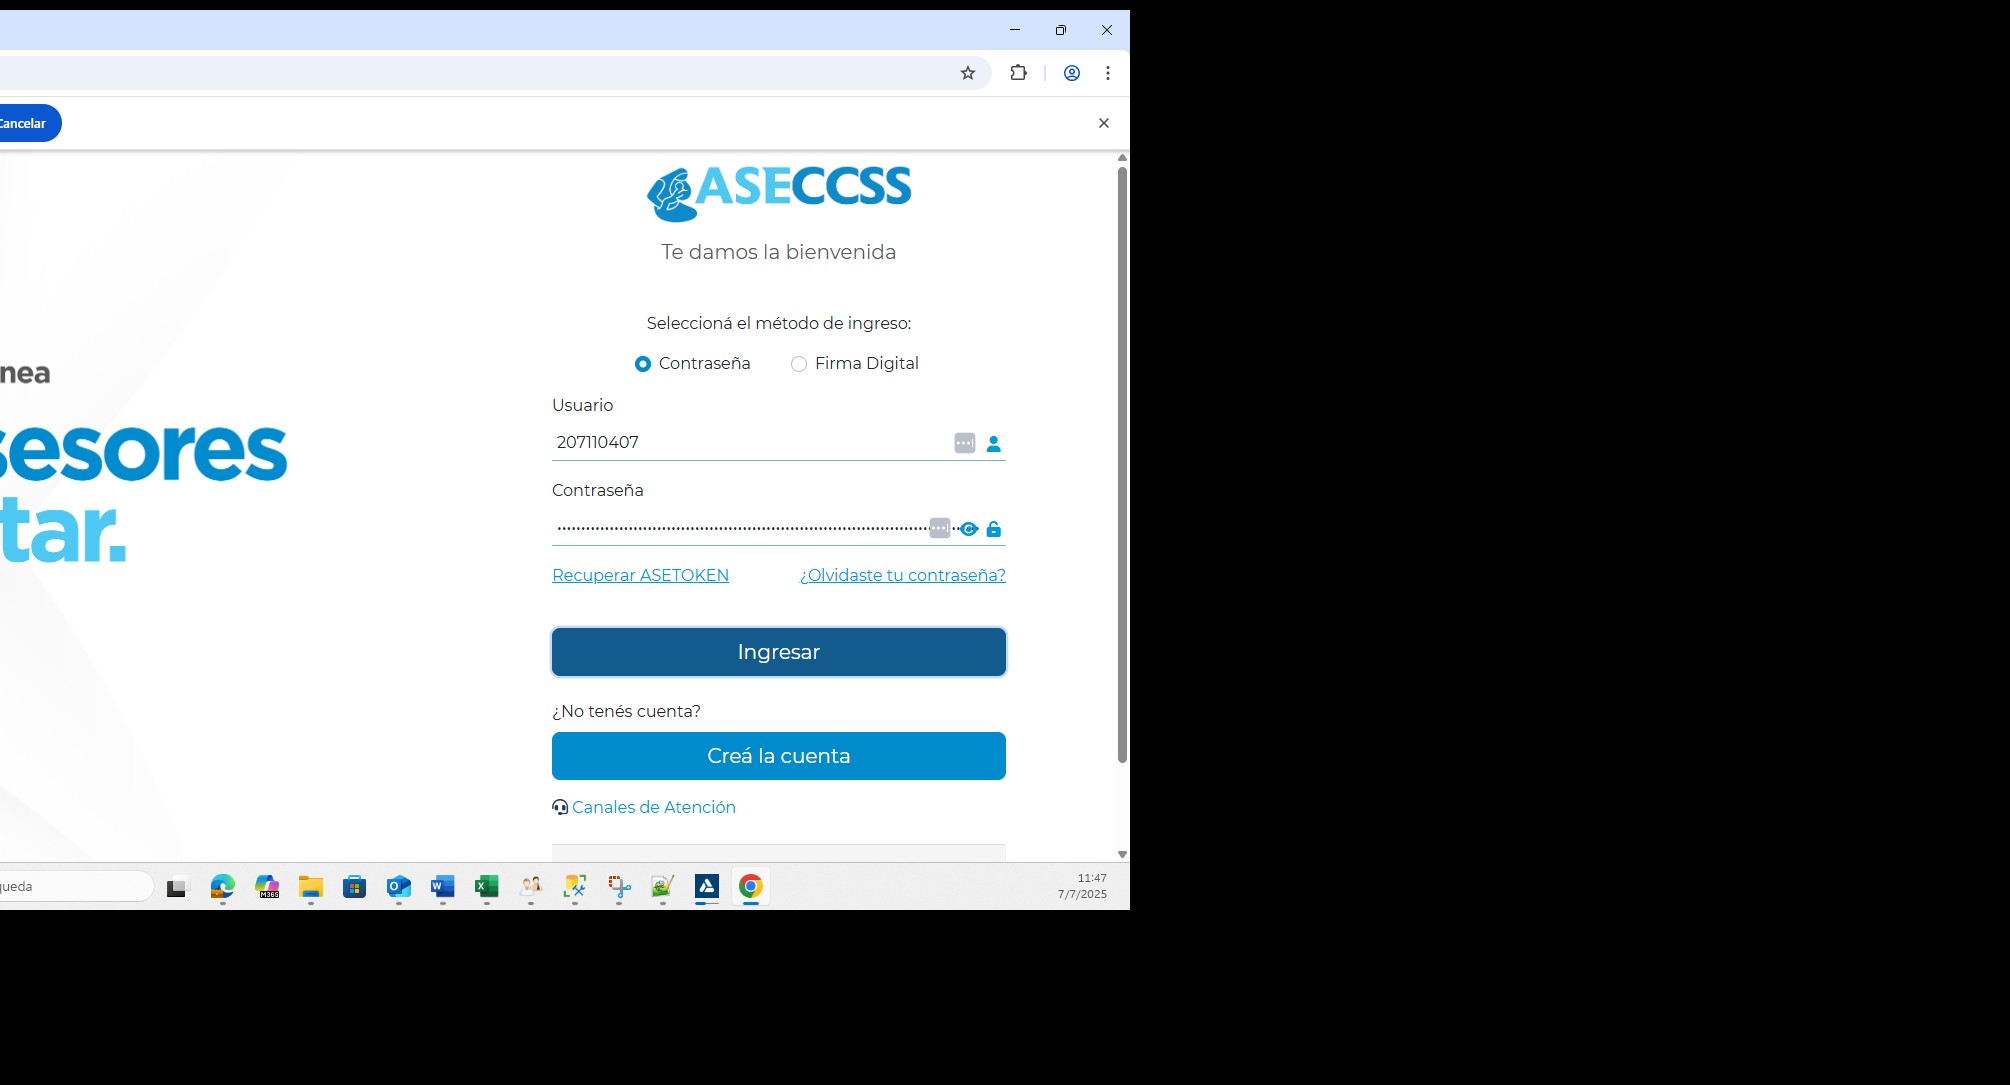 Cancelar
ASECCSS
Te damos la bienvenida
Seleccioná el método de ingreso:
Contraseña Firma Digital
nea
sesores
tar.
Usuario
207110407
Contraseña
Recuperar ASETOKEN ¿Olvidaste tu contraseña?
Ingresar
¿No tenés cuenta?
Creá la cuenta
Canales de Atención
queda
M365
11:47
7/7/2025